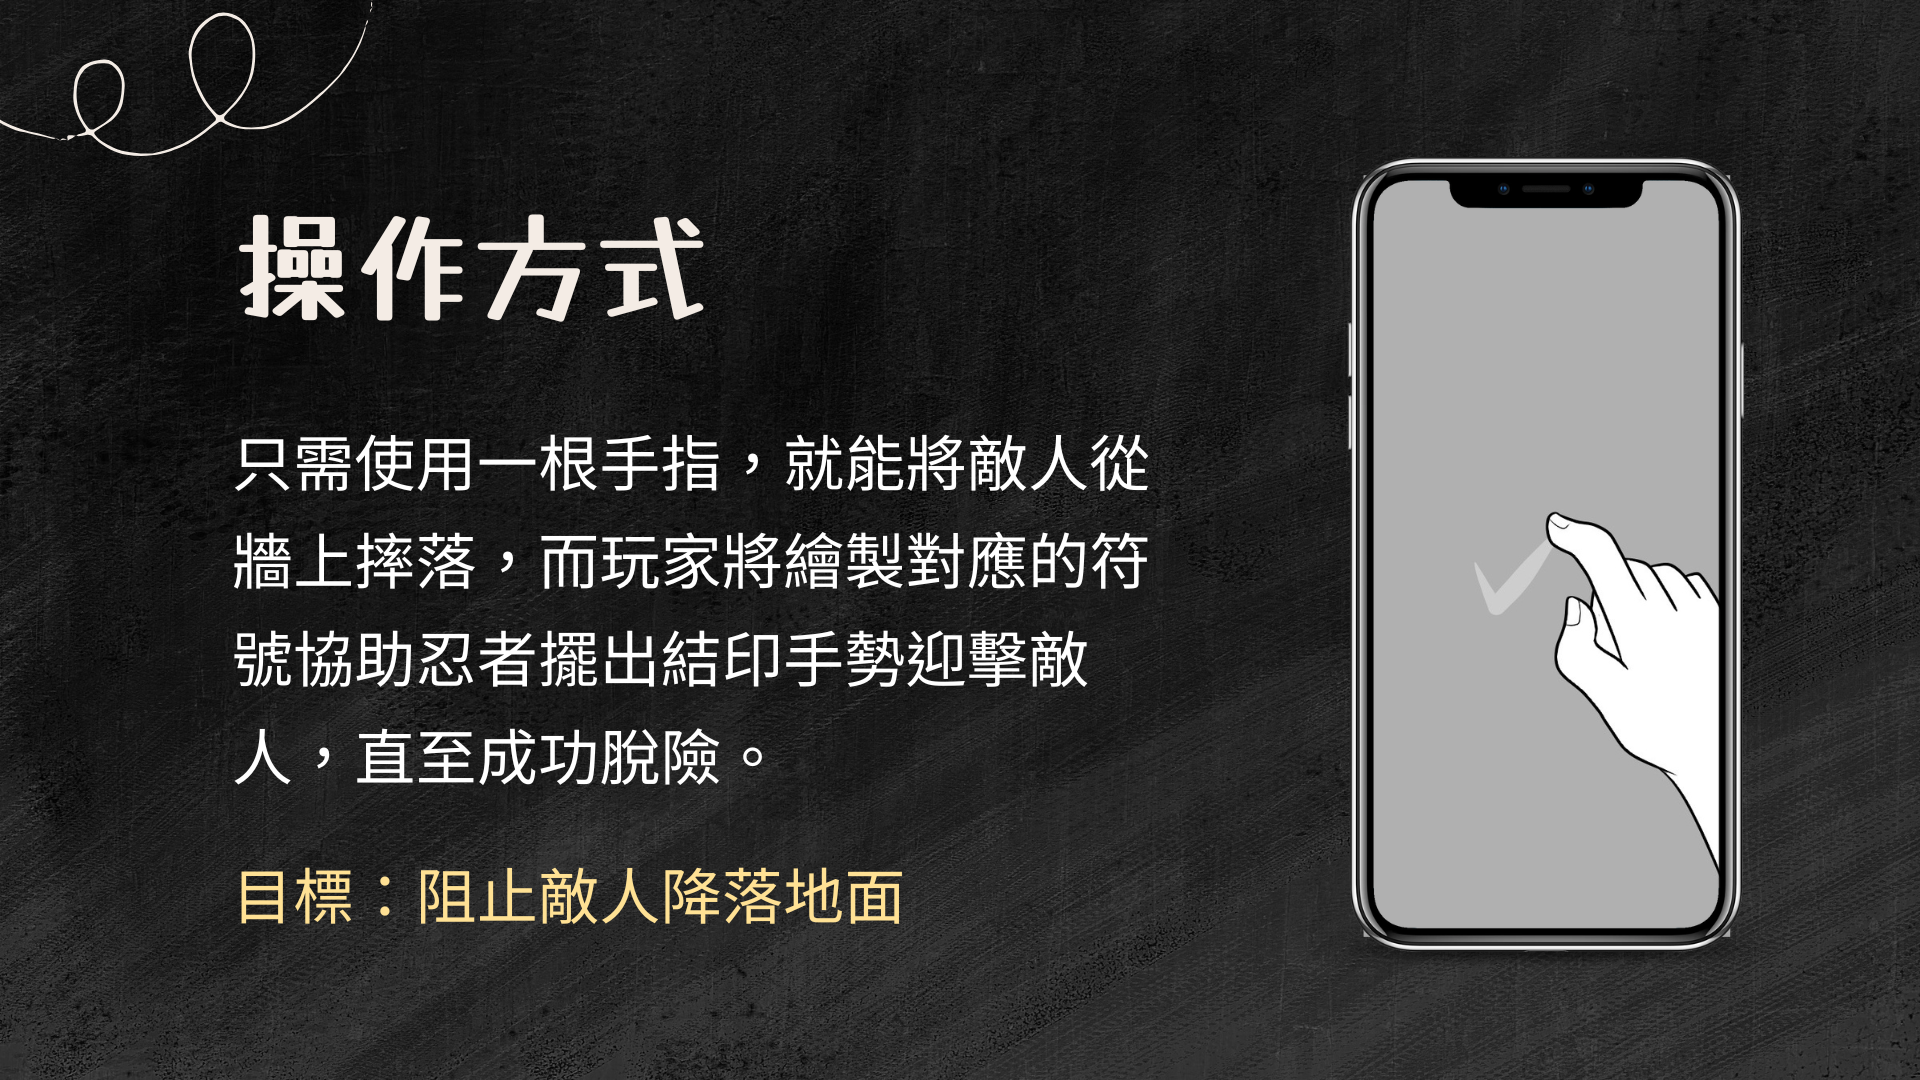 操作方式
只需使用一根手指，就能將敵人從
牆上摔落，而玩家將繪製對應的符
號協助忍者擺出結印手勢迎擊敵
人，直至成功脫險。
目標：阻止敵人降落地面